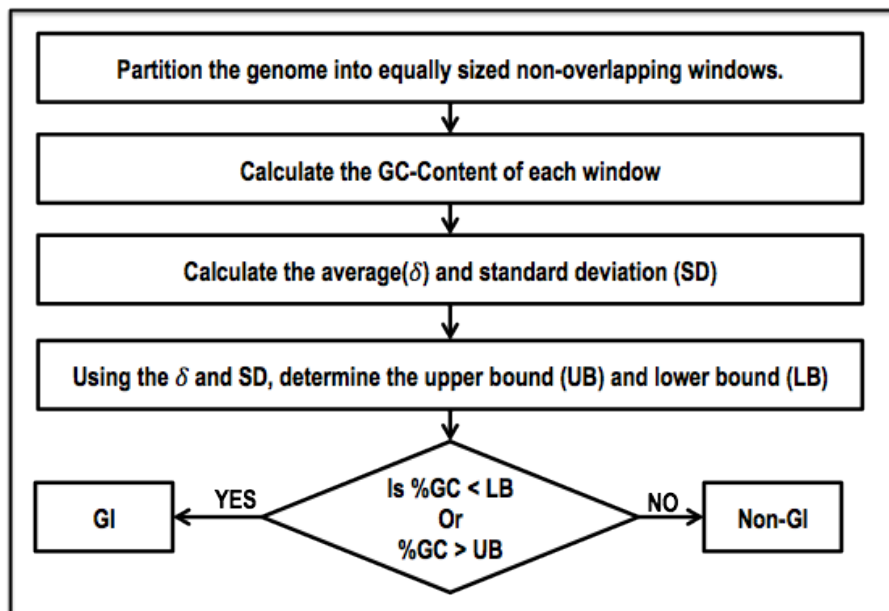 Partition the genome into equally sized non-overlapping windows.
Calculate the GC-Content of each window
Calculate the average(δ) and standard deviation (SD)
Using the δ and SD, determine the upper bound (UB) and lower bound (LB)
Is %GC < LB
Or
%GC > UB
YES
NO
GI
Non-GI